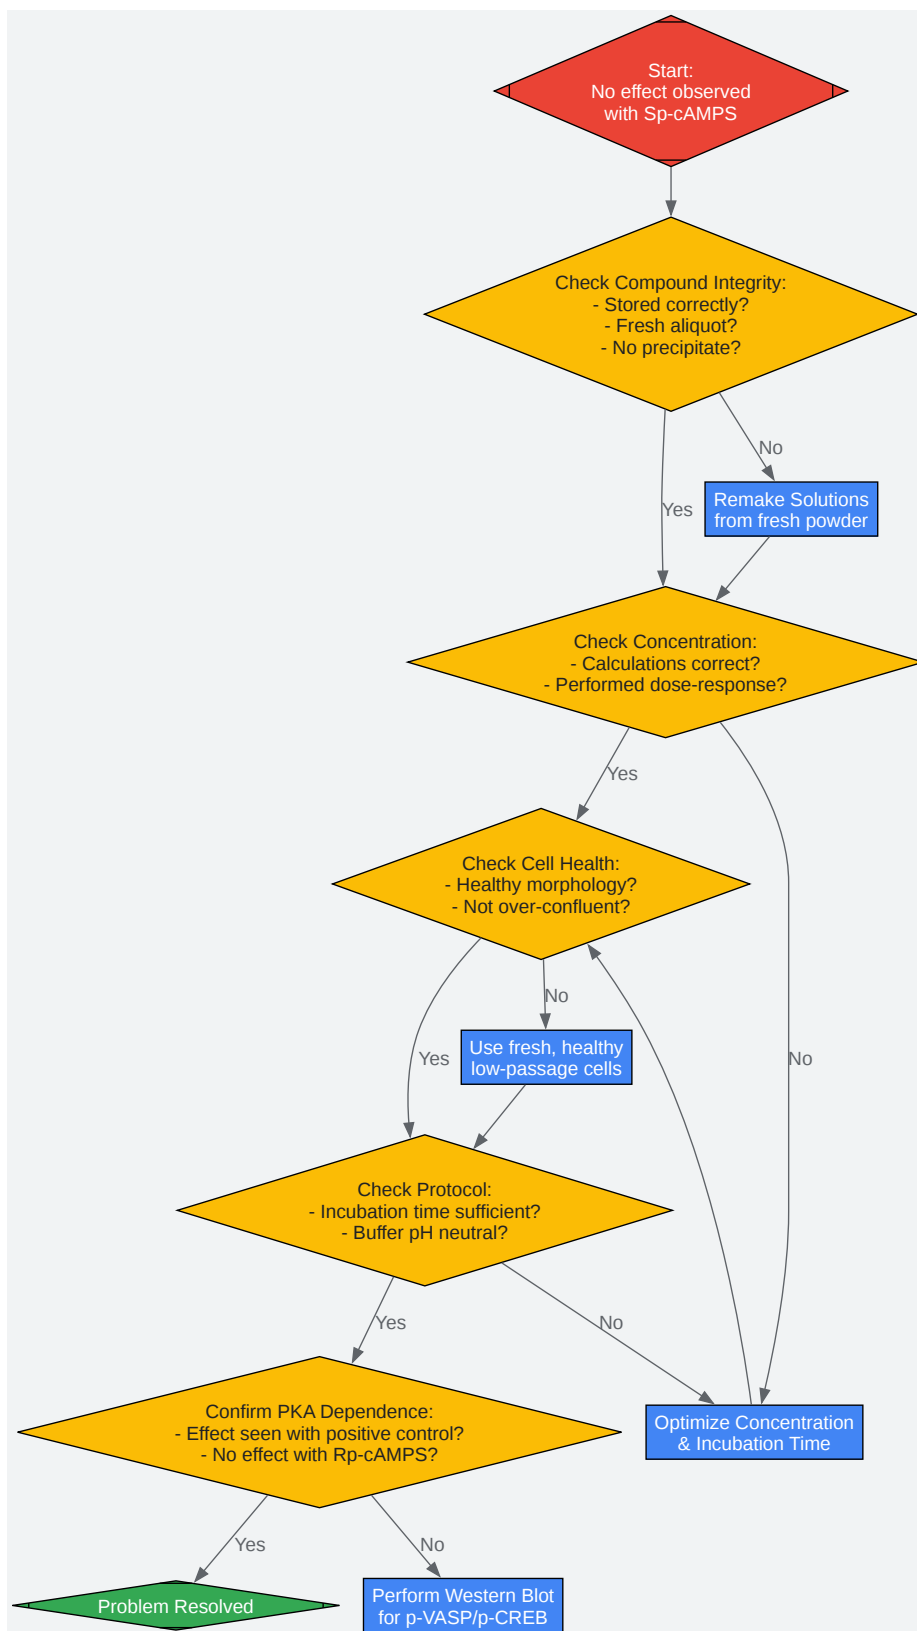 Start:
No effect observed
with Sp-cAMPS
Check Compound Integrity:
- Stored correctly?
- Fresh aliquot?
- No precipitate?
No
Yes
Remake Solutions
from fresh powder
Check Concentration:
- Calculations correct?
- Performed dose-response?
Yes
Check Cell Health:
- Healthy morphology?
- Not over-confluent?
No
Yes
No
Use fresh, healthy
low-passage cells
Check Protocol:
- Incubation time sufficient?
- Buffer pH neutral?
Yes
No
Confirm PKA Dependence:
- Effect seen with positive control?
- No effect with Rp-cAMPS?
Optimize Concentration
& Incubation Time
Yes
No
Problem Resolved
Perform Western Blot
for p-VASP/p-CREB